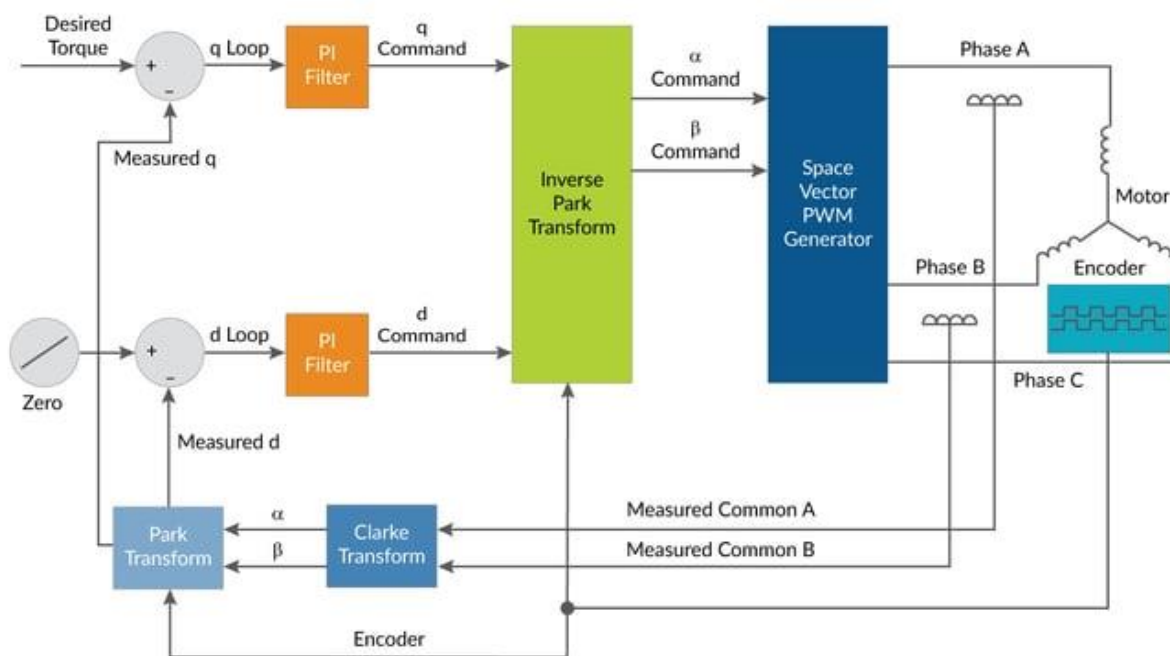 Desired
Torque
+
−
q Loop
PI
Filter
q
Command
Measured q
Inverse
Park
Transform
α
Command
β
Command
Space
Vector
PWM
Generator
Phase A
Motor
Phase B
Encoder
Phase C
Zero
+
−
d Loop
PI
Filter
d
Command
Measured d
Park
Transform
α
β
Clarke
Transform
Measured Common A
Measured Common B
Encoder